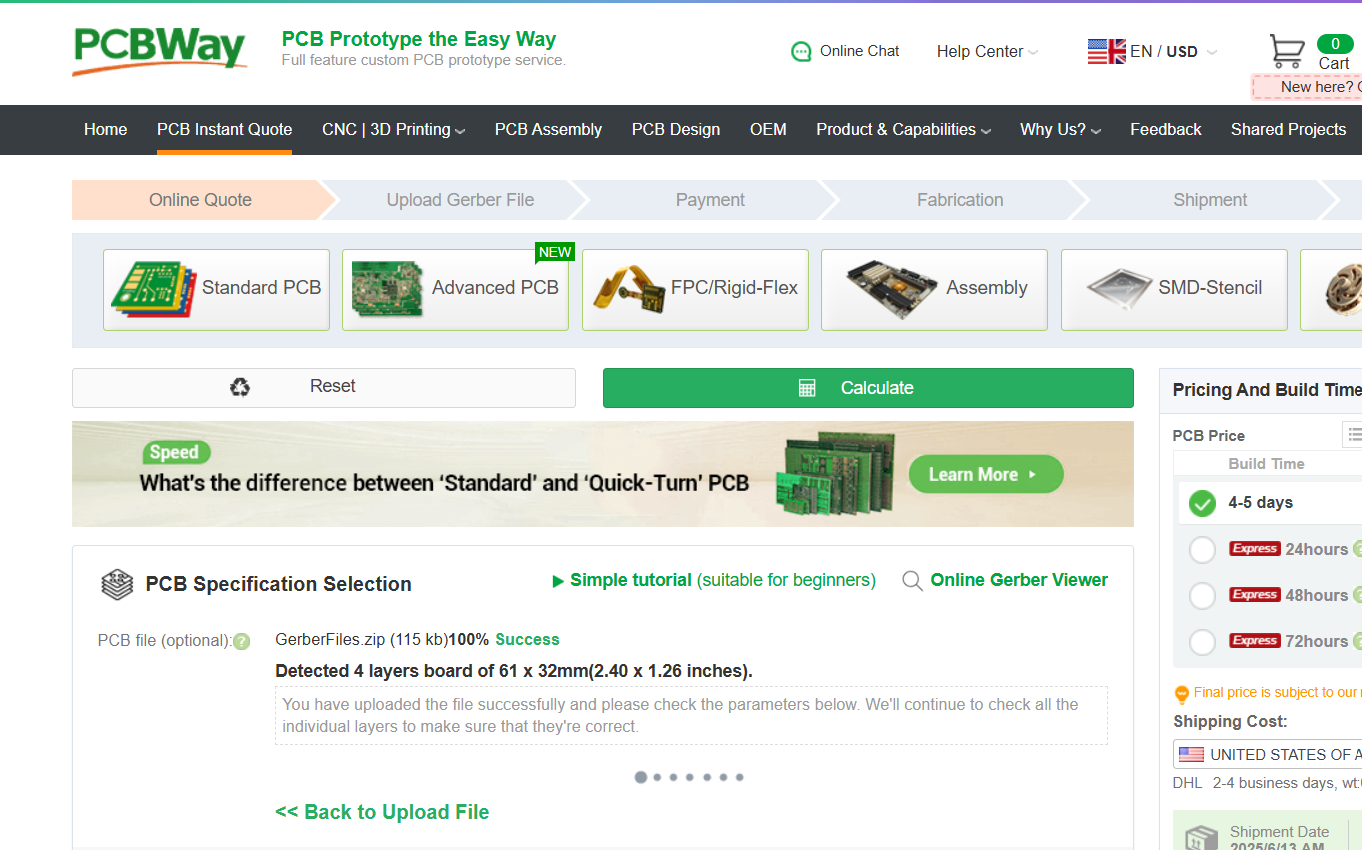 PCBWay
PCB Prototype the Easy Way
Full feature custom PCB prototype service.
Online Chat
Help Center
EN / USD
0
Cart
New here?
Home
PCB Instant Quote
CNC | 3D Printing
PCB Assembly
PCB Design
OEM
Product & Capabilities
Why Us?
Feedback
Shared Projects
Online Quote
Upload Gerber File
Payment
Fabrication
Shipment
Standard PCB
NEW
Advanced PCB
FPC/Rigid-Flex
Assembly
SMD-Stencil
Reset
Calculate
Speed
What's the difference between ‘Standard’ and ‘Quick-Turn’ PCB
Learn More
Pricing And Build Time
PCB Price
Build Time
4-5 days
Express 24hours
Express 48hours
Express 72hours
Final price is subject to our
Shipping Cost:
UNITED STATES OF
DHL 2-4 business days, wt:
Shipment Date
2025/6/13 AM
PCB Specification Selection
Simple tutorial (suitable for beginners)
Online Gerber Viewer
PCB file (optional):?
GerberFiles.zip (115 kb)100% Success
Detected 4 layers board of 61 x 32mm(2.40 x 1.26 inches).
You have uploaded the file successfully and please check the parameters below. We'll continue to check all the
individual layers to make sure that they're correct.
<< Back to Upload File